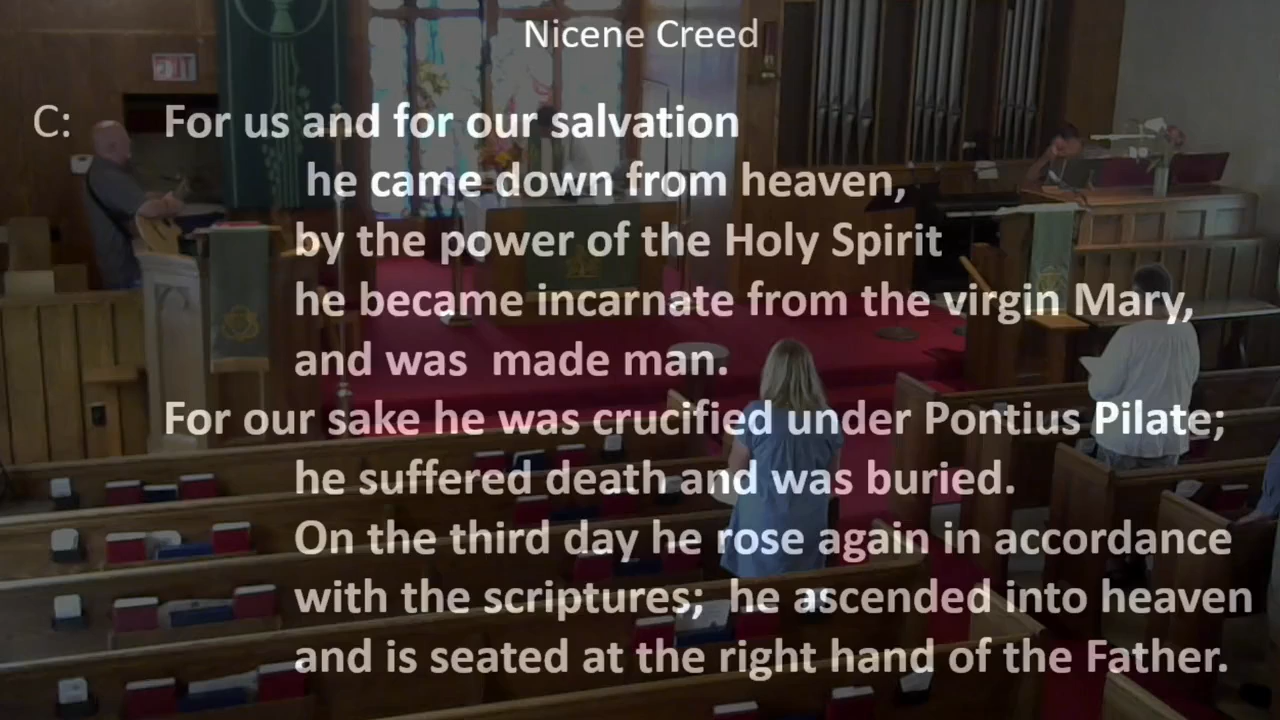 Nicene Creed
EXIT
C: For us and for our salvation
he came down from heaven,
by the power of the Holy Spirit
he became incarnate from the virgin Mary,
and was  made man.
For our sake he was crucified under Pontius Pilate;
he suffered death and was buried.
On the third day he rose again in accordance
with the scriptures;  he ascended into heaven
and is seated at the right hand of the Father.